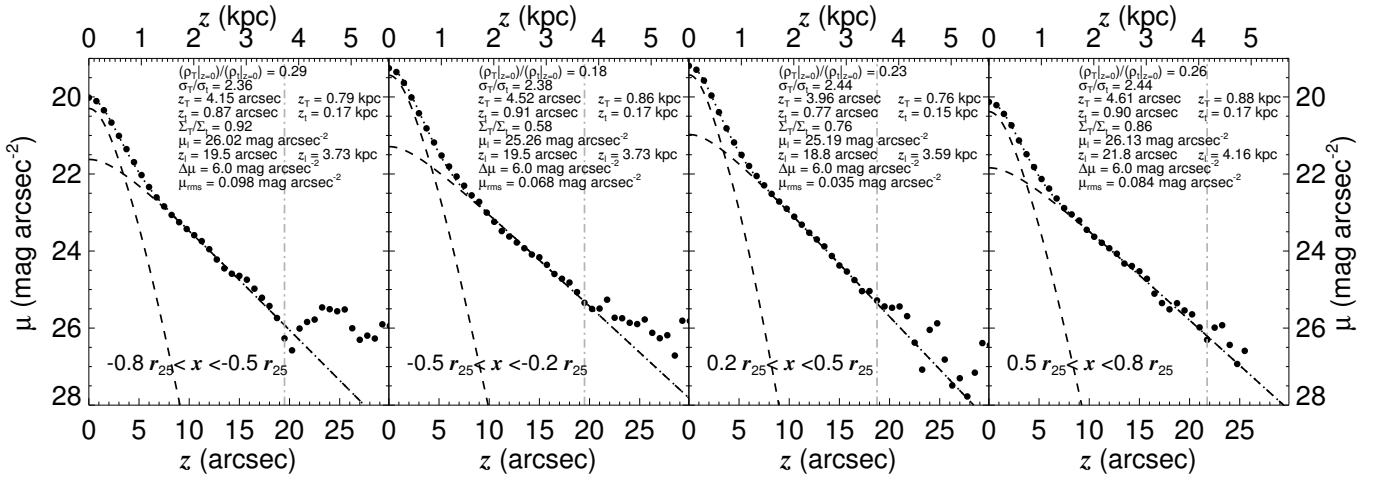 z (kpc) z (kpc) z (kpc) z (kpc)
0 1 2 3 4 5 0 1 2 3 4 5 0 1 2 3 4 5 0 1 2 3 4 5
(ρT|z=0)/(ρt|z=0) = 0.29
σT/σt = 2.36
zT = 4.15 arcsec zT = 0.79 kpc
zt = 0.87 arcsec zt = 0.17 kpc
ΣT/Σt = 0.92
μl = 26.02 mag arcsec-2
zl = 19.5 arcsec zl = 3.73 kpc
Δμ = 6.0 mag arcsec-2
μrms = 0.098 mag arcsec-2
-0.8 r25< x <-0.5 r25
(ρT|z=0)/(ρt|z=0) = 0.18
σT/σt = 2.38
zT = 4.52 arcsec zT = 0.86 kpc
zt = 0.91 arcsec zt = 0.17 kpc
ΣT/Σt = 0.58
μl = 25.26 mag arcsec-2
zl = 19.5 arcsec zl = 3.73 kpc
Δμ = 6.0 mag arcsec-2
μrms = 0.068 mag arcsec-2
-0.5 r25< x <-0.2 r25
(ρT|z=0)/(ρt|z=0) = 0.23
σT/σt = 2.44
zT = 3.96 arcsec zT = 0.76 kpc
zt = 0.77 arcsec zt = 0.15 kpc
ΣT/Σt = 0.76
μl = 25.19 mag arcsec-2
zl = 18.8 arcsec zl = 3.59 kpc
Δμ = 6.0 mag arcsec-2
μrms = 0.035 mag arcsec-2
0.2 r25< x <0.5 r25
(ρT|z=0)/(ρt|z=0) = 0.26
σT/σt = 2.44
zT = 4.61 arcsec zT = 0.88 kpc
zt = 0.90 arcsec zt = 0.17 kpc
ΣT/Σt = 0.86
μl = 26.13 mag arcsec-2
zl = 21.8 arcsec zl = 4.16 kpc
Δμ = 6.0 mag arcsec-2
μrms = 0.084 mag arcsec-2
0.5 r25< x <0.8 r25
μ (mag arcsec-2)
20 20
22 22
24 24
26 26
28 28
μ (mag arcsec-2)
0 5 10 15 20 25 0 5 10 15 20 25 0 5 10 15 20 25 0 5 10 15 20 25
z (arcsec) z (arcsec) z (arcsec) z (arcsec)